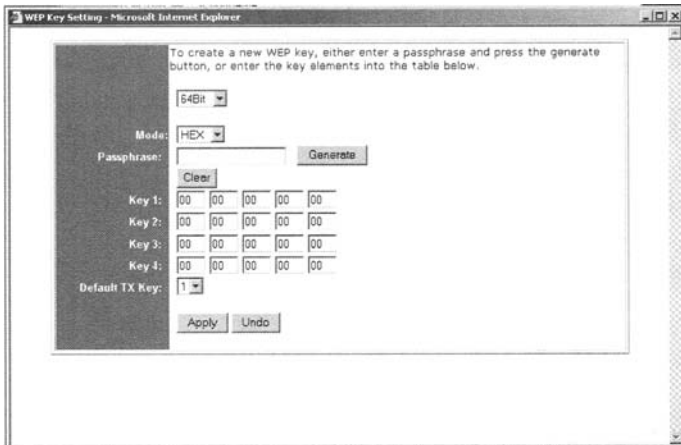 WEP Key Setting - Microsoft Internet Explorer
To create a new WEP key, either enter a passphrase and press the generate
button, or enter the key elements into the table below.
64Bit
Mode: HEX
Passphrase: Generate
Clear
Key 1: 00 00 00 00 00
Key 2: 00 00 00 00 00
Key 3: 00 00 00 00 00
Key 4: 00 00 00 00 00
Default TX Key: 1
Apply Undo